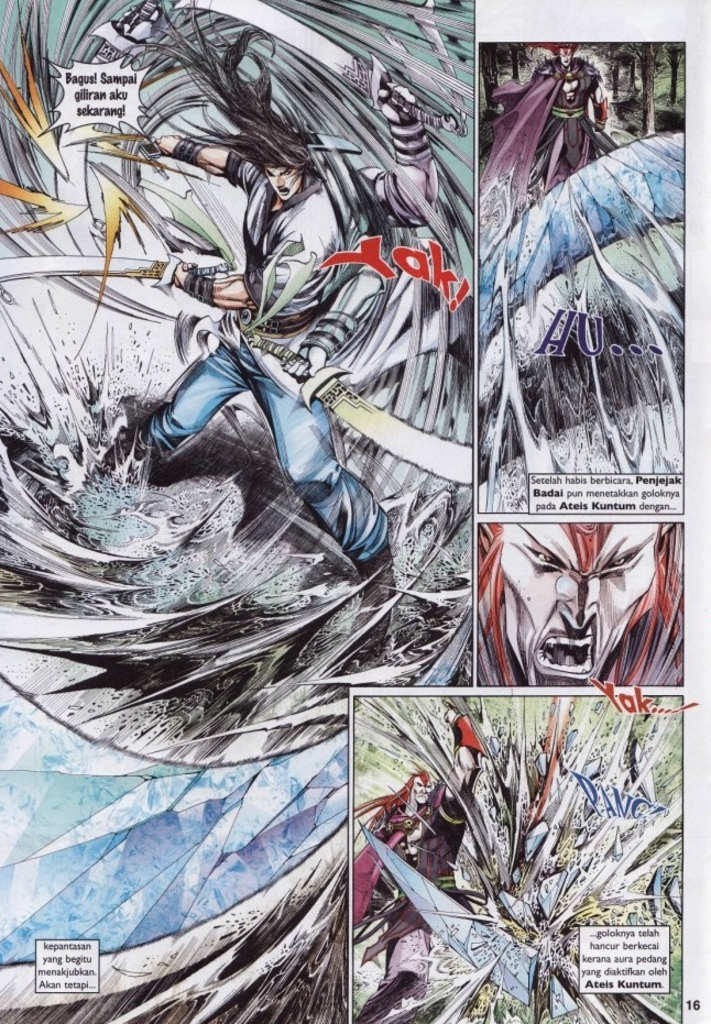 Bagus! Sampai
giliran aku
sekarang!
Yak!
HU...
Setelah habis berbicara, Penjejak
Badai pun menetakkan goloknya
pada Ateis Kuntum dengan...
kepantasan
yang begitu
menakjubkan.
Akan tetapi...
Yak...
PANG
...goloknya telah
hancur berkecai
kerana aura pedang
yang diaktifkan oleh
Ateis Kuntum.
16